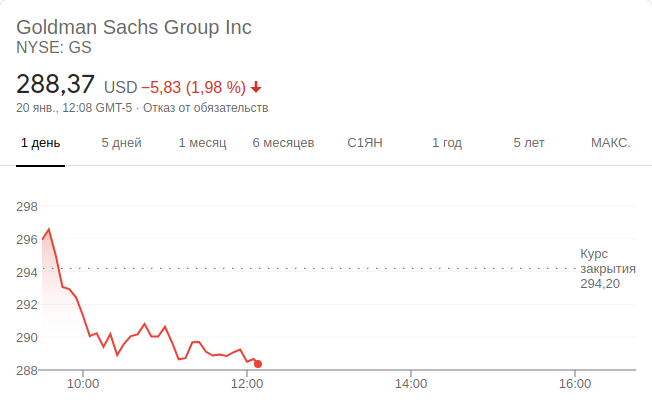 Goldman Sachs Group Inc
NYSE: GS
288,37 USD −5,83 (1,98 %)
20 янв., 12:08 GMT-5 · Отказ от обязательств
1 день 5 дней 1 месяц 6 месяцев С1ЯН 1 год 5 лет МАКС.
298
296
294
292
290
288
Курс
закрытия
294,20
10:00 12:00 14:00 16:00